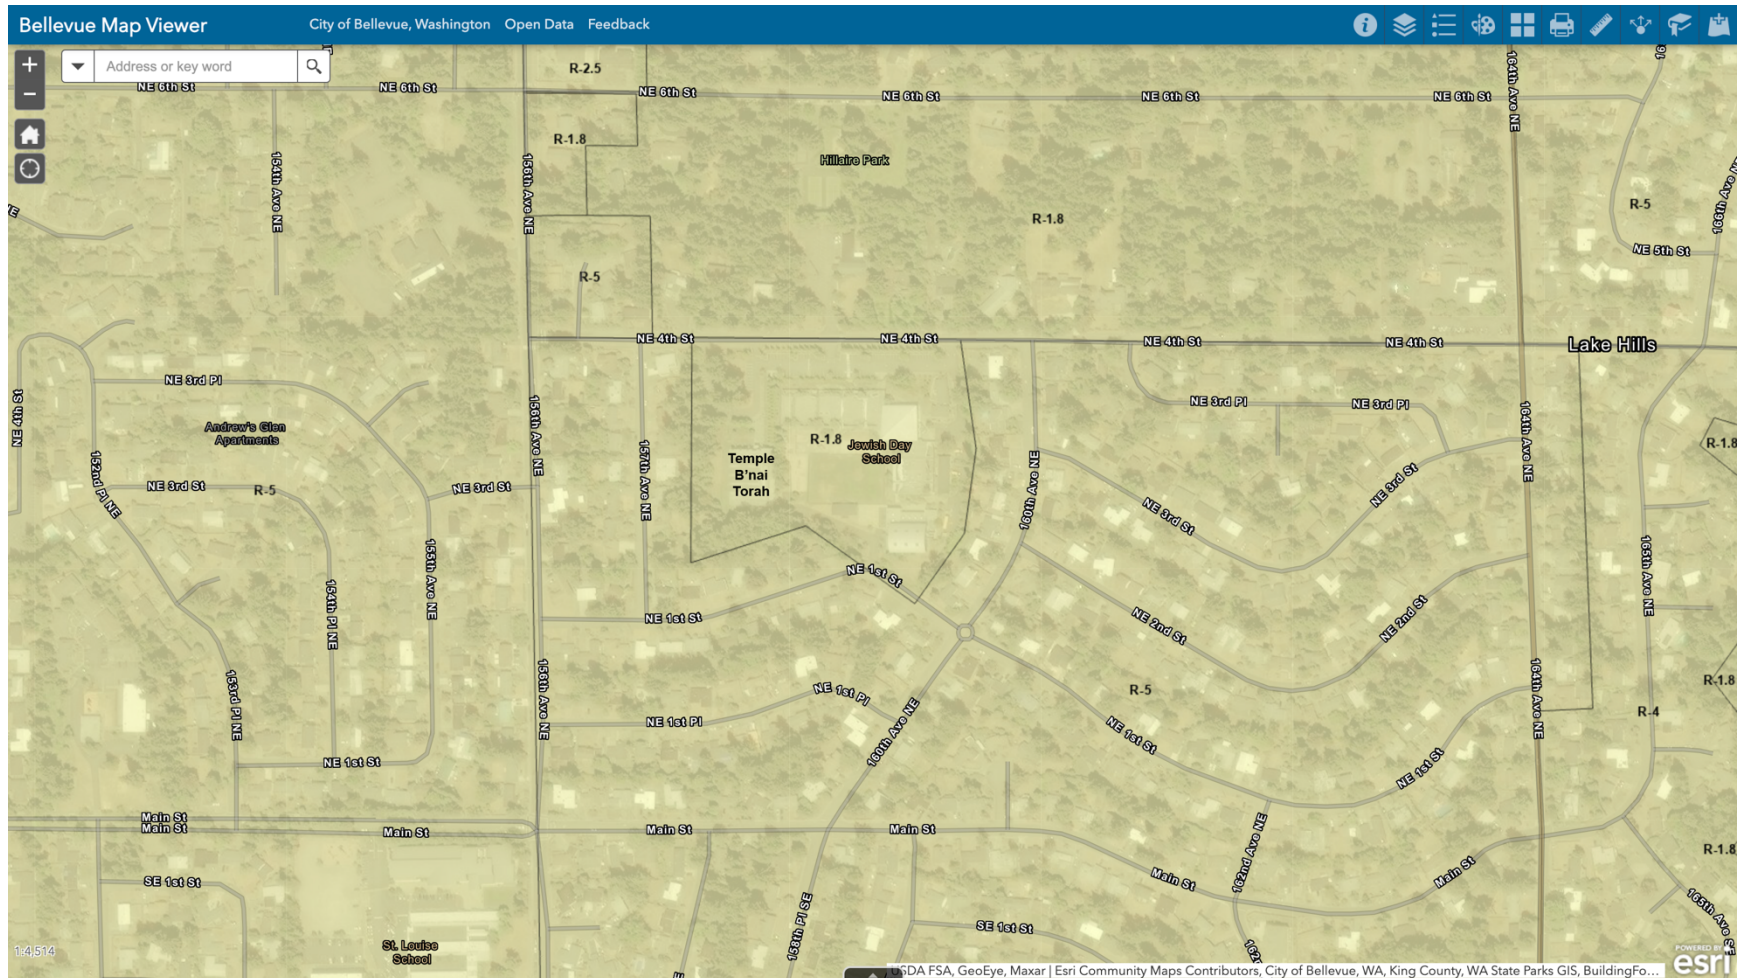 Bellevue Map Viewer
City of Bellevue, Washington
Open Data
Feedback
Address or key word
+
−
R-2.5
NE 6th St
NE 6th St
NE 6th St
NE 6th St
NE 6th St
NE 6th St
164th Ave NE
R-1.8
154th Ave NE
156th Ave NE
Hillaire Park
R-1.8
R-5
166th Ave N
NE 5th St
R-5
NE 4th St
NE 4th St
NE 4th St
NE 4th St
Lake Hills
NE 3rd Pl
NE 4th St
156th Ave NE
NE 3rd Pl
NE 3rd Pl
164th Ave NE
Andrew's Glen
Apartments
157th Ave NE
R-1.8
Jewish Day
School
R-1.8
Temple
B'nai
Torah
152nd Pl NE
NE 3rd St
R-5
NE 3rd St
160th Ave NE
NE 3rd St
NE 3rd St
155th Ave NE
154th Pl NE
165th Ave NE
NE 1st St
NE 1st St
NE 2nd St
NE 2nd St
153rd Pl NE
156th Ave NE
164th Ave NE
NE 1st Pl
NE 1st Pl
160th Ave NE
R-5
R-1.8
R-4
NE 1st St
NE 1st St
NE 1st St
Main St
Main St
Main St
Main St
Main St
162nd Ave NE
Main St
Main St
R-1.8
SE 1st St
158th Pl SE
SE 1st St
165th Ave SE
St. Louise
School
1:4,514
USDA FSA, GeoEye, Maxar | Esri Community Maps Contributors, City of Bellevue, WA, King County, WA State Parks GIS, BuildingFo...
POWERED BY
esri